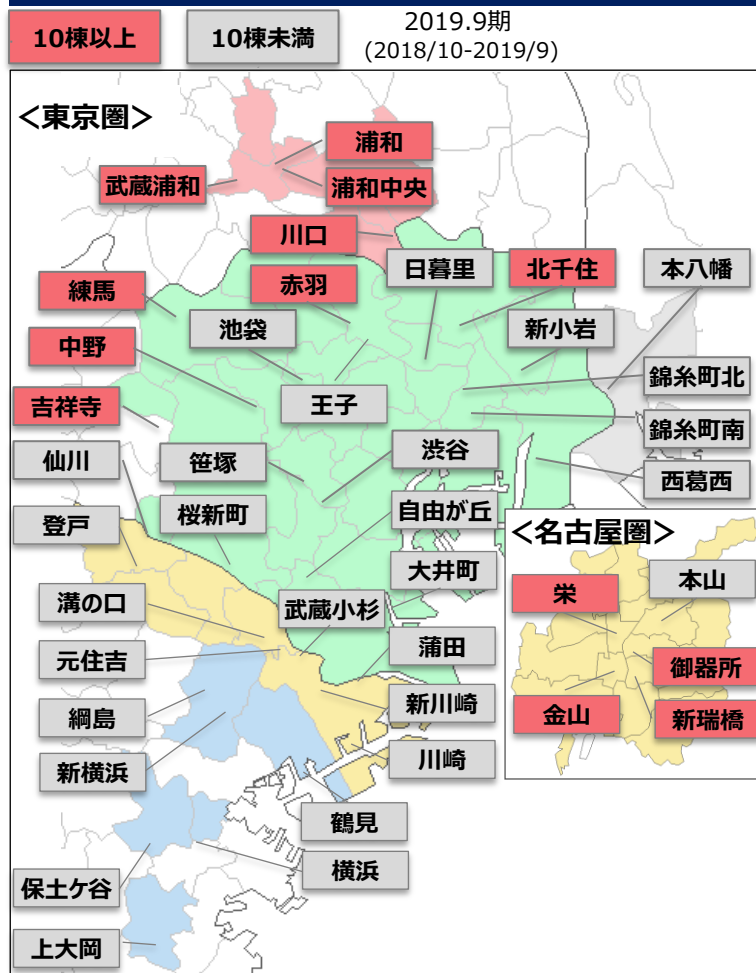 10棟以上
10棟未満
2019.9期
(2018/10-2019/9)
＜東京圏＞
浦和
武蔵浦和
浦和中央
川口
日暮里
北千住
本八幡
練馬
赤羽
池袋
新小岩
中野
王子
錦糸町北
吉祥寺
錦糸町南
仙川
笹塚
渋谷
西葛西
登戸
桜新町
自由が丘
＜名古屋圏＞
大井町
本山
溝の口
武蔵小杉
栄
元住吉
蒲田
御器所
綱島
新川崎
金山
新瑞橋
新横浜
川崎
鶴見
保土ケ谷
横浜
上大岡